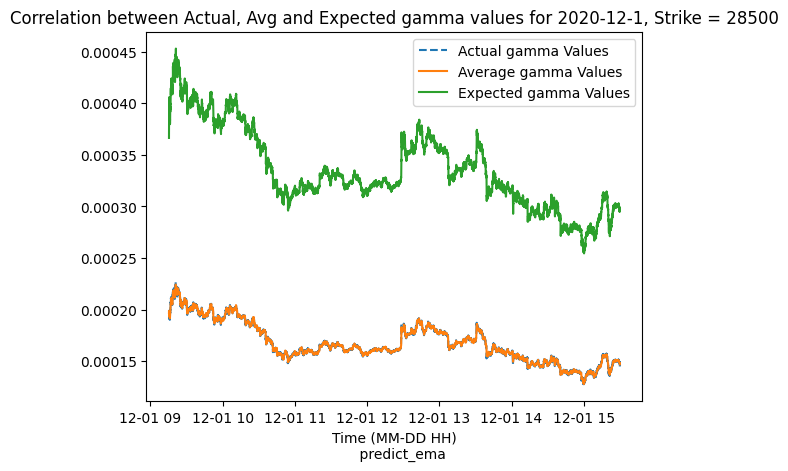 Correlation between Actual, Avg and Expected gamma values for 2020-12-1, Strike = 28500
Actual gamma Values
Average gamma Values
Expected gamma Values
0.00045
0.00040
0.00035
0.00030
0.00025
0.00020
0.00015
12-01 09 12-01 10 12-01 11 12-01 12 12-01 13 12-01 14 12-01 15
Time (MM-DD HH)
predict_ema